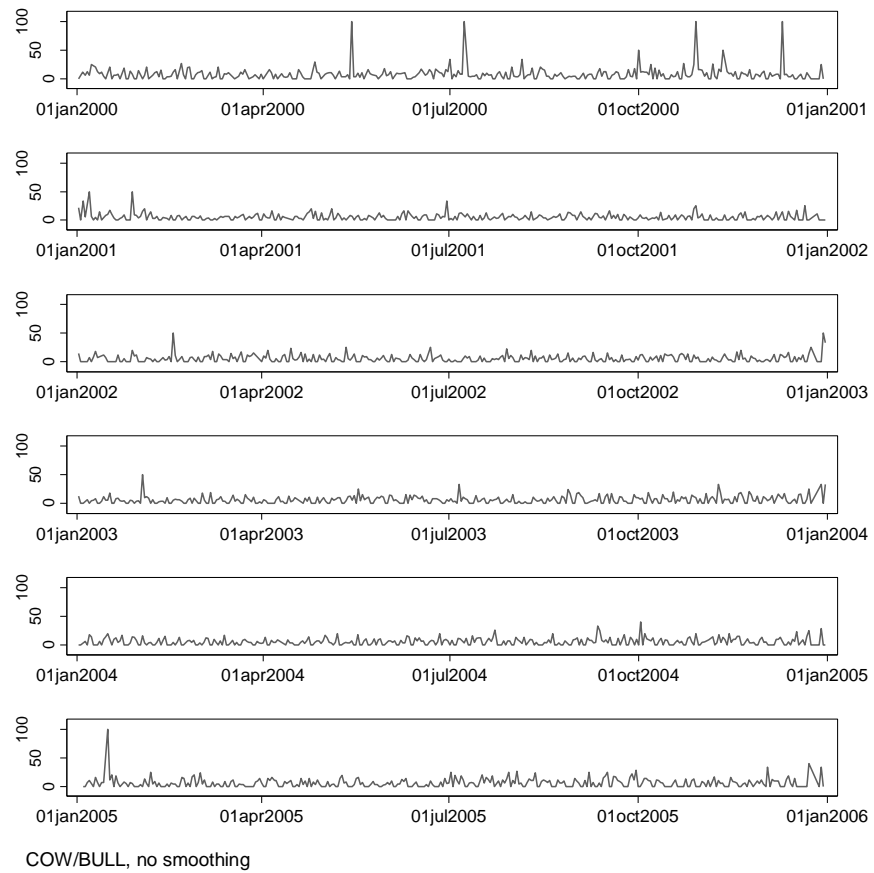 100
50
0
01jan2000 01apr2000 01jul2000 01oct2000 01jan2001
100
50
0
01jan2001 01apr2001 01jul2001 01oct2001 01jan2002
100
50
0
01jan2002 01apr2002 01jul2002 01oct2002 01jan2003
100
50
0
01jan2003 01apr2003 01jul2003 01oct2003 01jan2004
100
50
0
01jan2004 01apr2004 01jul2004 01oct2004 01jan2005
100
50
0
01jan2005 01apr2005 01jul2005 01oct2005 01jan2006
COW/BULL, no smoothing